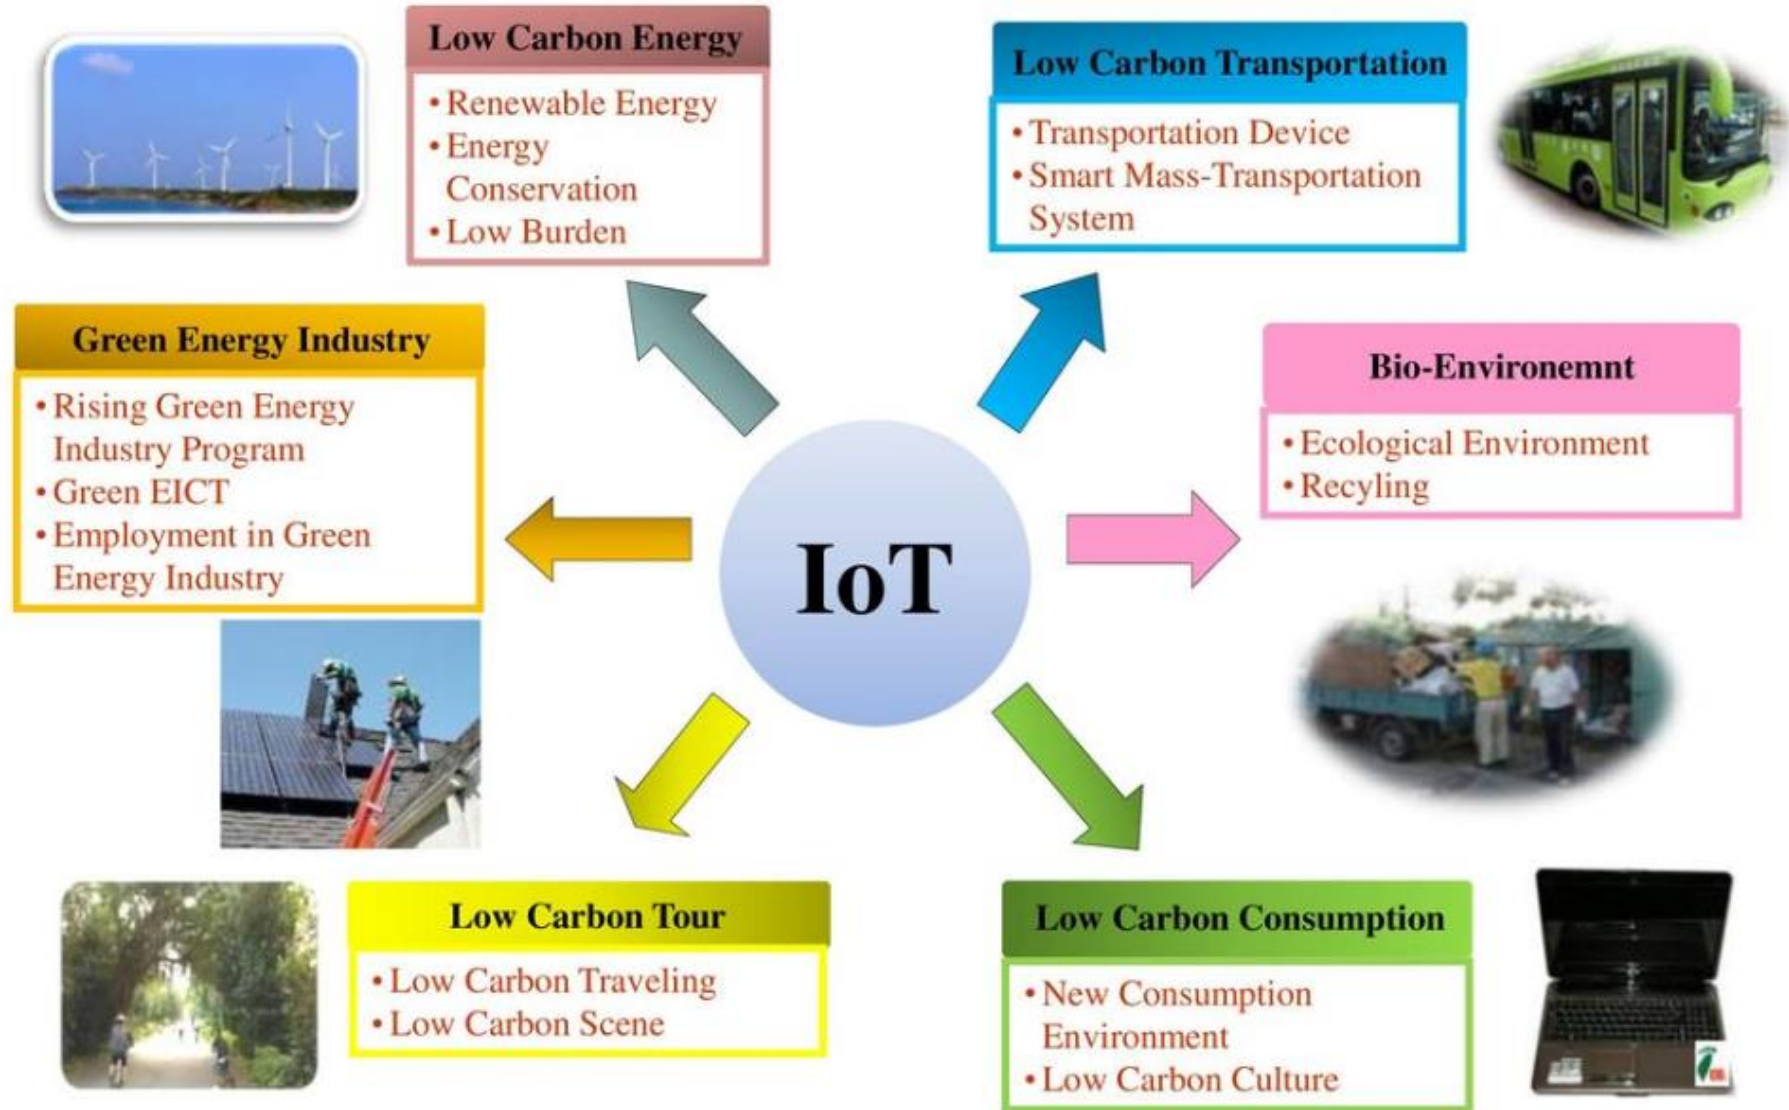 Low Carbon Energy
• Renewable Energy
• Energy
Conservation
• Low Burden
Low Carbon Transportation
• Transportation Device
• Smart Mass-Transportation
System
Green Energy Industry
• Rising Green Energy
Industry Program
• Green EICT
• Employment in Green
Energy Industry
Bio-Environemnt
• Ecological Environment
• Recyling
IoT
Low Carbon Tour
• Low Carbon Traveling
• Low Carbon Scene
Low Carbon Consumption
• New Consumption
Environment
• Low Carbon Culture